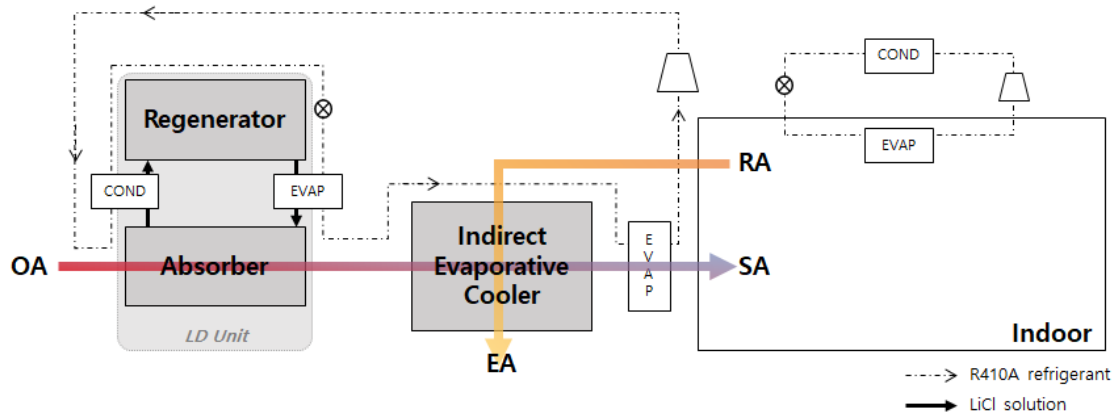 COND
Regenerator
EVAP
RA
COND
EVAP
OA
Absorber
Indirect
Evaporative
Cooler
E
V
A
P
SA
LD Unit
EA
Indoor
R410A refrigerant
LiCl solution